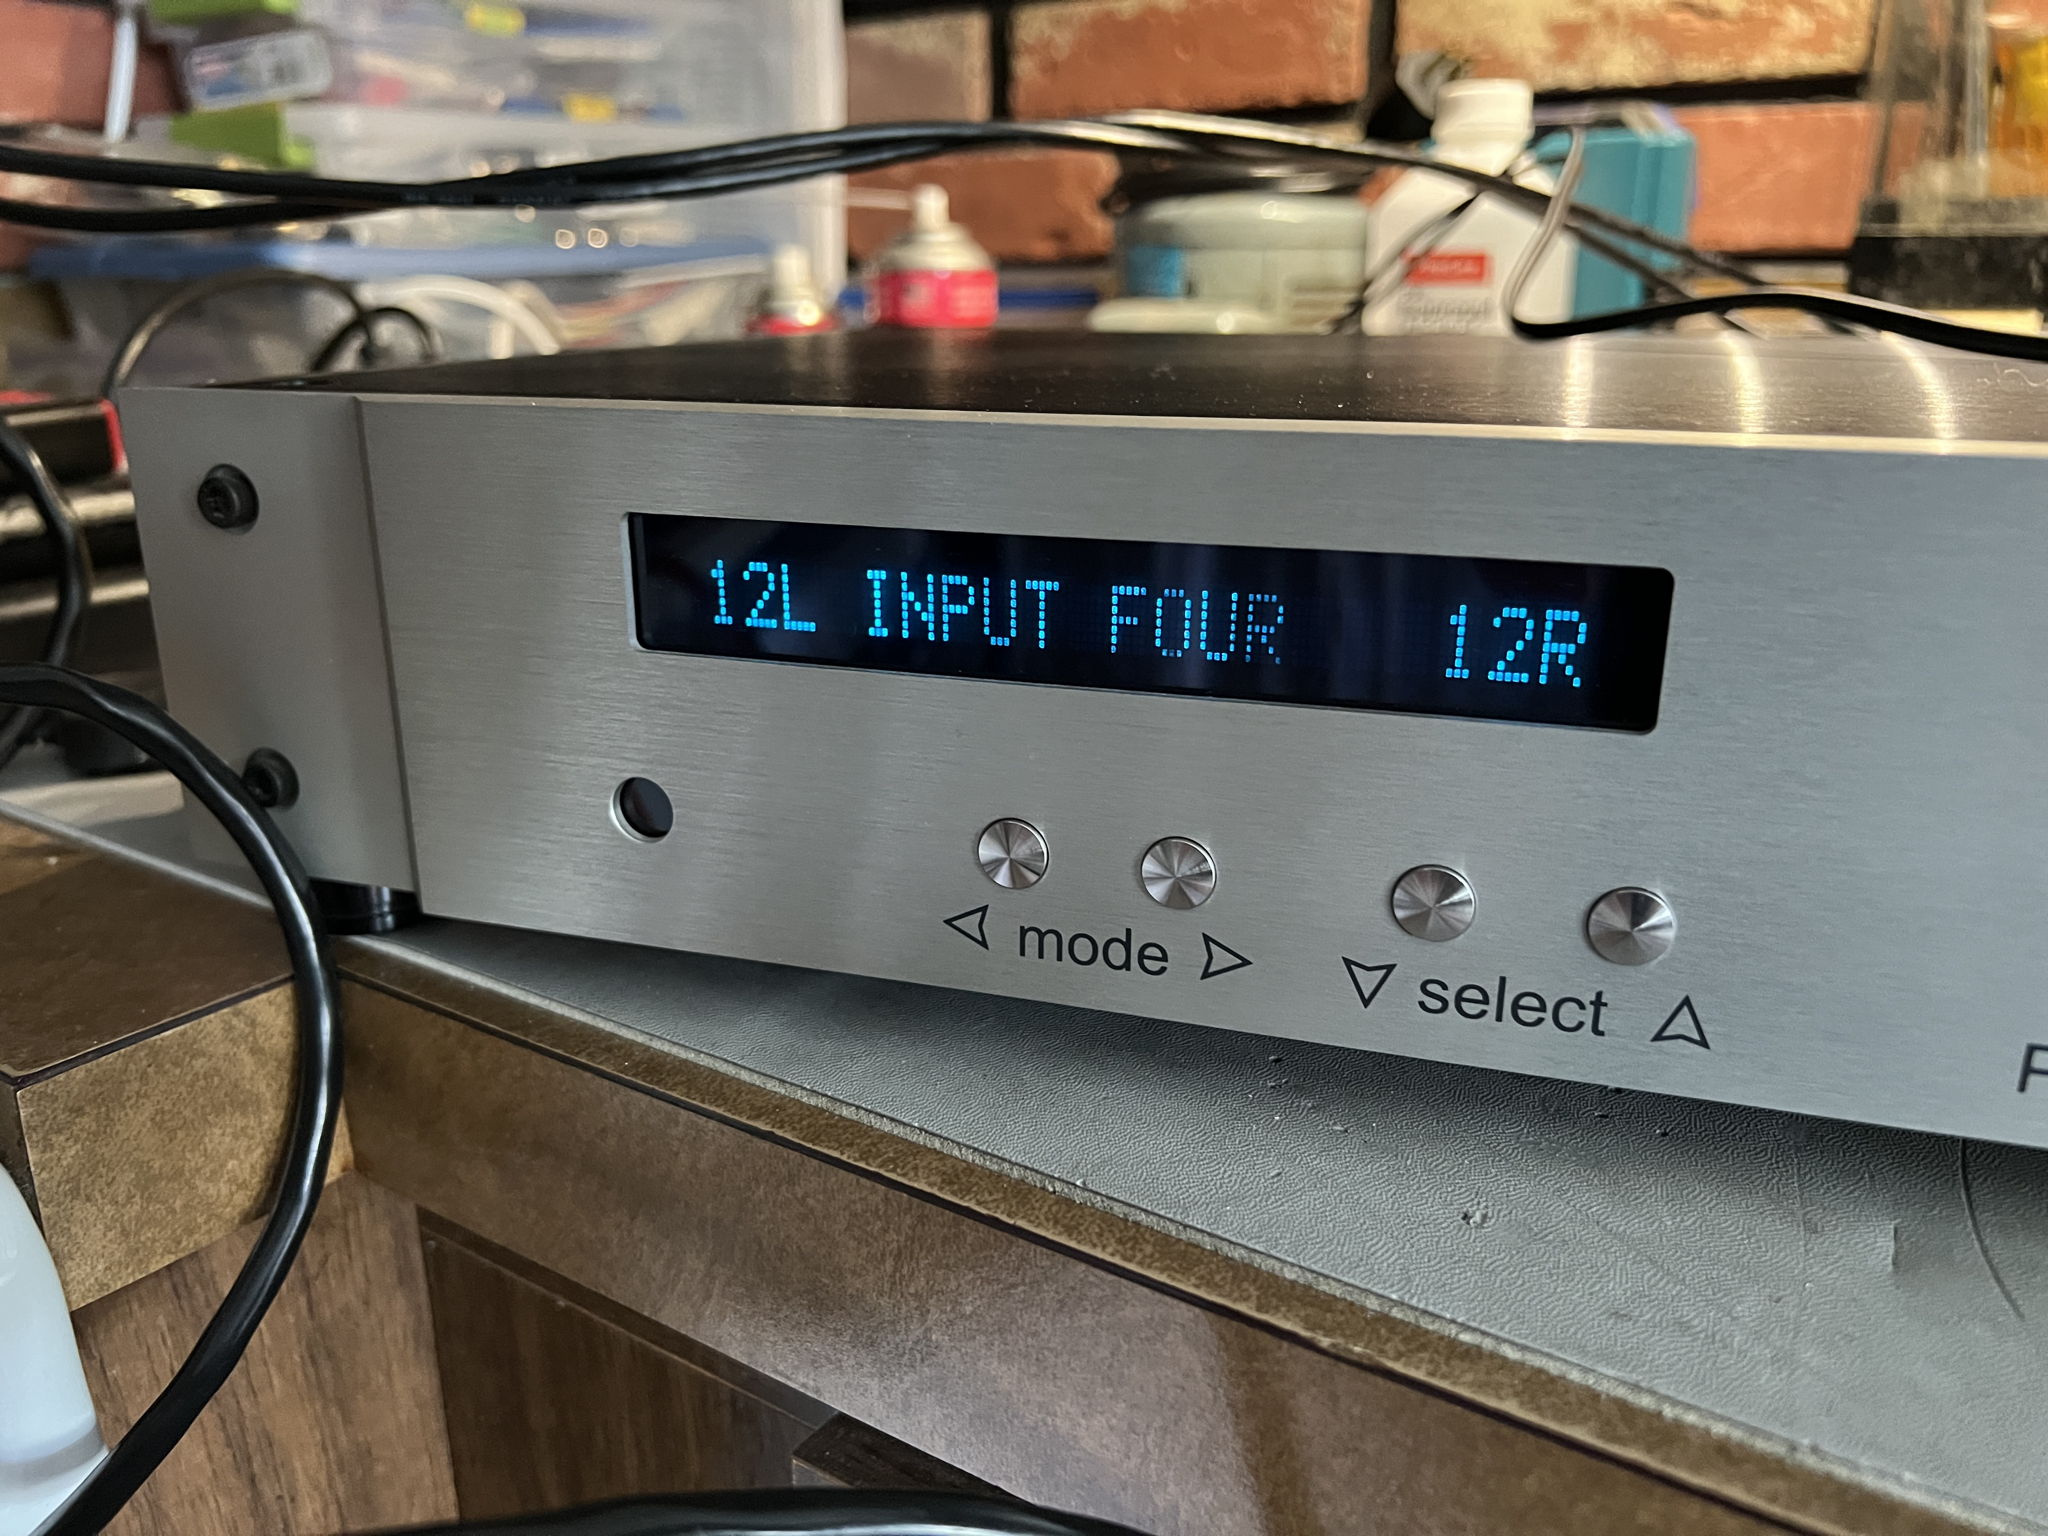 12L INPUT FOUR 12R
◁ mode ▷
▽ select △